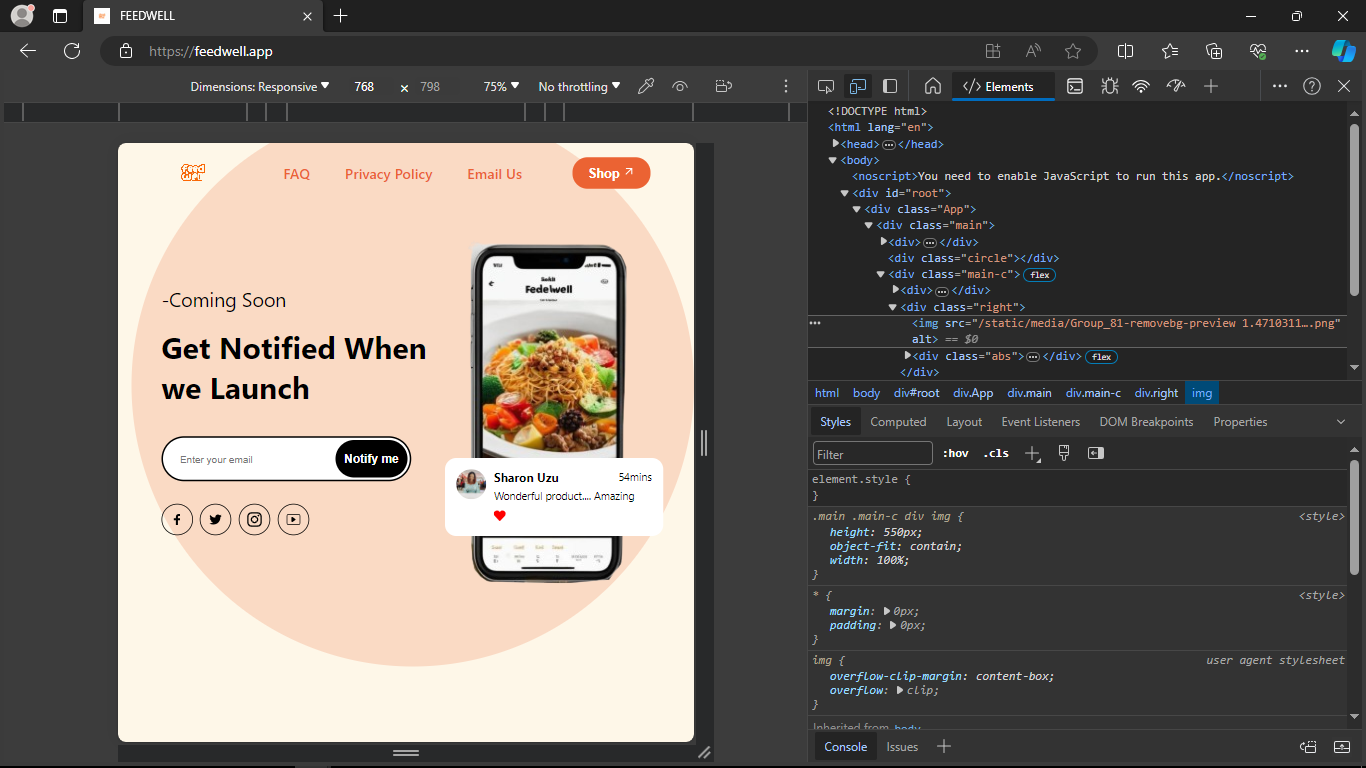 FEEDWELL
https://feedwell.app
Dimensions: Responsive 768 × 798 75% No throttling
Elements
FAQ Privacy Policy Email Us Shop
-Coming Soon
Get Notified When
we Launch
Enter your email Notify me
Fedelwell
Sharon Uzu 54mins
Wonderful product.... Amazing
<!DOCTYPE html>
<html lang="en">
<head>…</head>
<body>
<noscript>You need to enable JavaScript to run this app.</noscript>
<div id="root">
<div class="App">
<div class="main">
<div>…</div>
<div class="circle"></div>
<div class="main-c"> flex
<div>…</div>
<div class="right">
<img src="/static/media/Group_81-removebg-preview 1.4710311….png"
alt> == $0
<div class="abs">…</div> flex
</div>
html body div#root div.App div.main div.main-c div.right img
Styles Computed Layout Event Listeners DOM Breakpoints Properties
Filter :hov .cls
element.style {
}
.main .main-c div img { <style>
height: 550px;
object-fit: contain;
width: 100%;
}
* { <style>
margin: 0px;
padding: 0px;
}
img { user agent stylesheet
overflow-clip-margin: content-box;
overflow: clip;
}
Inherited from body
Console Issues